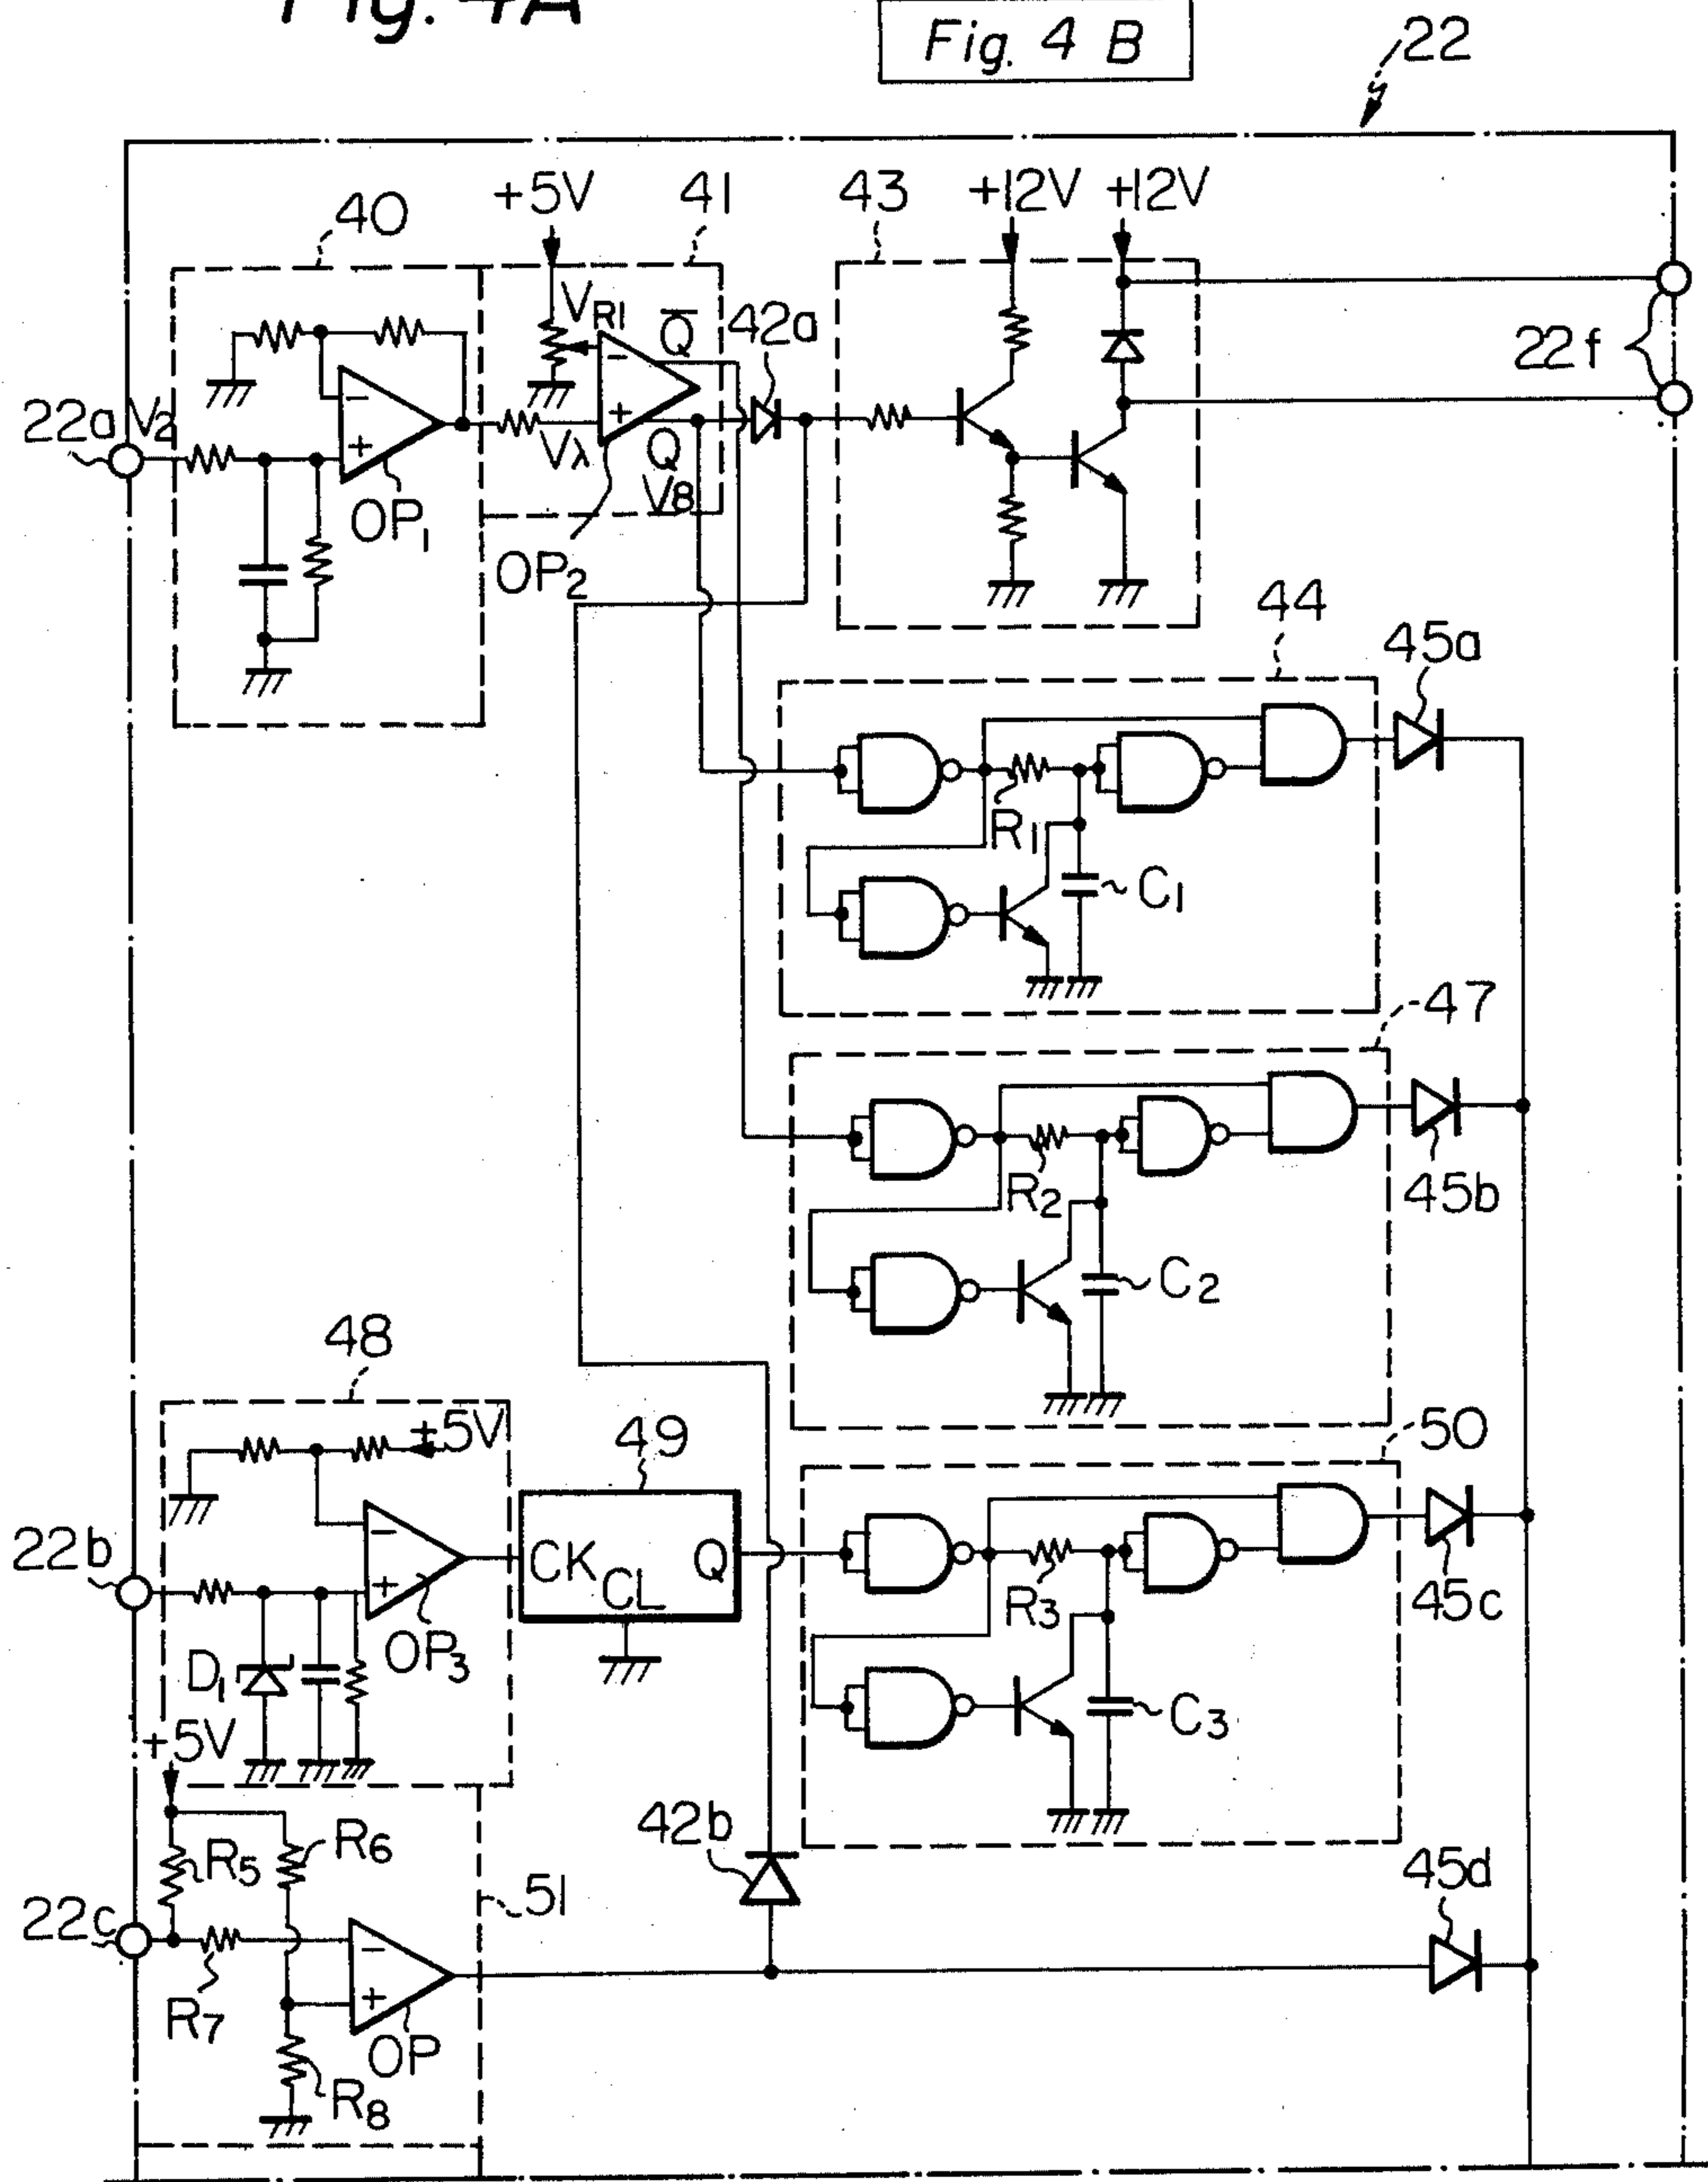 Fig. 4A
Fig. 4 B
22
+5V
41
43
+12V
+12V
40
VR1
Q̅
42a
22f
22a
V2
−
+
OP1
Vλ
−
+
Q
V8
OP2
44
45a
R1
C1
47
45b
R2
C2
48
+5V
49
50
22b
−
+
OP3
CK
CL
Q
R3
45c
D1
C3
+5V
R5
R6
51
42b
45d
22c
R7
−
+
OP
R8